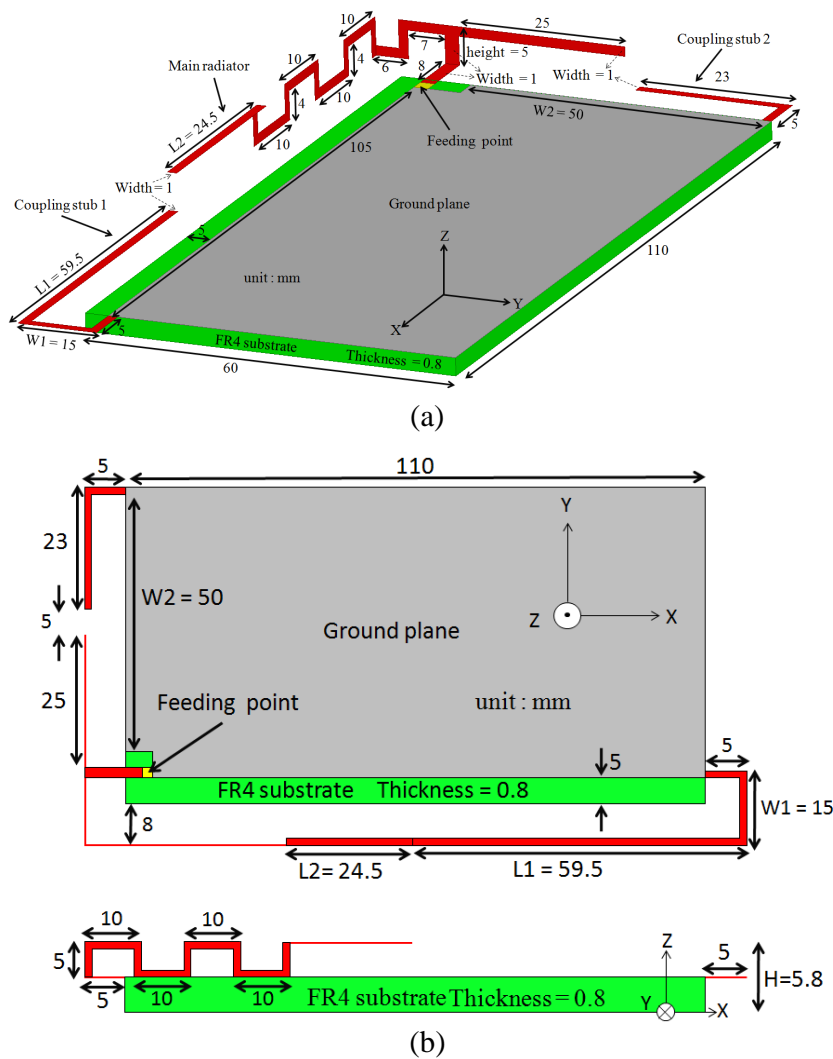 10
25
Coupling stub 2
10
7
height = 5
Main radiator
10
4
6
8
Width = 1
Width = 1
23
4
10
W2 = 50
5
L2 = 24.5
10
105
Feeding point
Width = 1
Coupling stub 1
Ground plane
L1 = 59.5
5
Z
110
unit : mm
Y
X
5
W1 = 15
FR4 substrate
Thickness = 0.8
60
(a)
5
110
23
Y
W2 = 50
5
Z
X
Ground plane
25
Feeding point
unit : mm
5
5
FR4 substrate Thickness = 0.8
W1 = 15
8
L2= 24.5
L1 = 59.5
10
10
5
Z
5
H=5.8
5
10
10
FR4 substrate Thickness = 0.8
Y
X
(b)